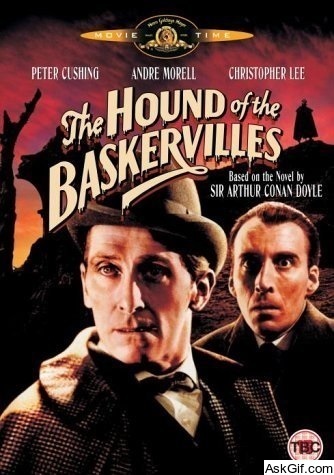 MOVIE TIME
PETER CUSHING ANDRE MORELL CHRISTOPHER LEE
The HOUND of the
BASKERVILLES
BASED ON THE NOVEL BY
SIR ARTHUR CONAN DOYLE
TBC
AskGif.com